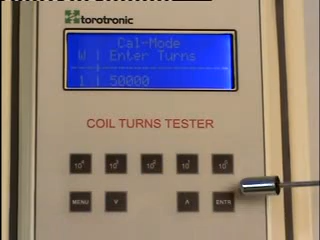 torotronic
Cal-Mode
W | Enter Turns
1 | 50000
COIL TURNS TESTER
MENU ENTR